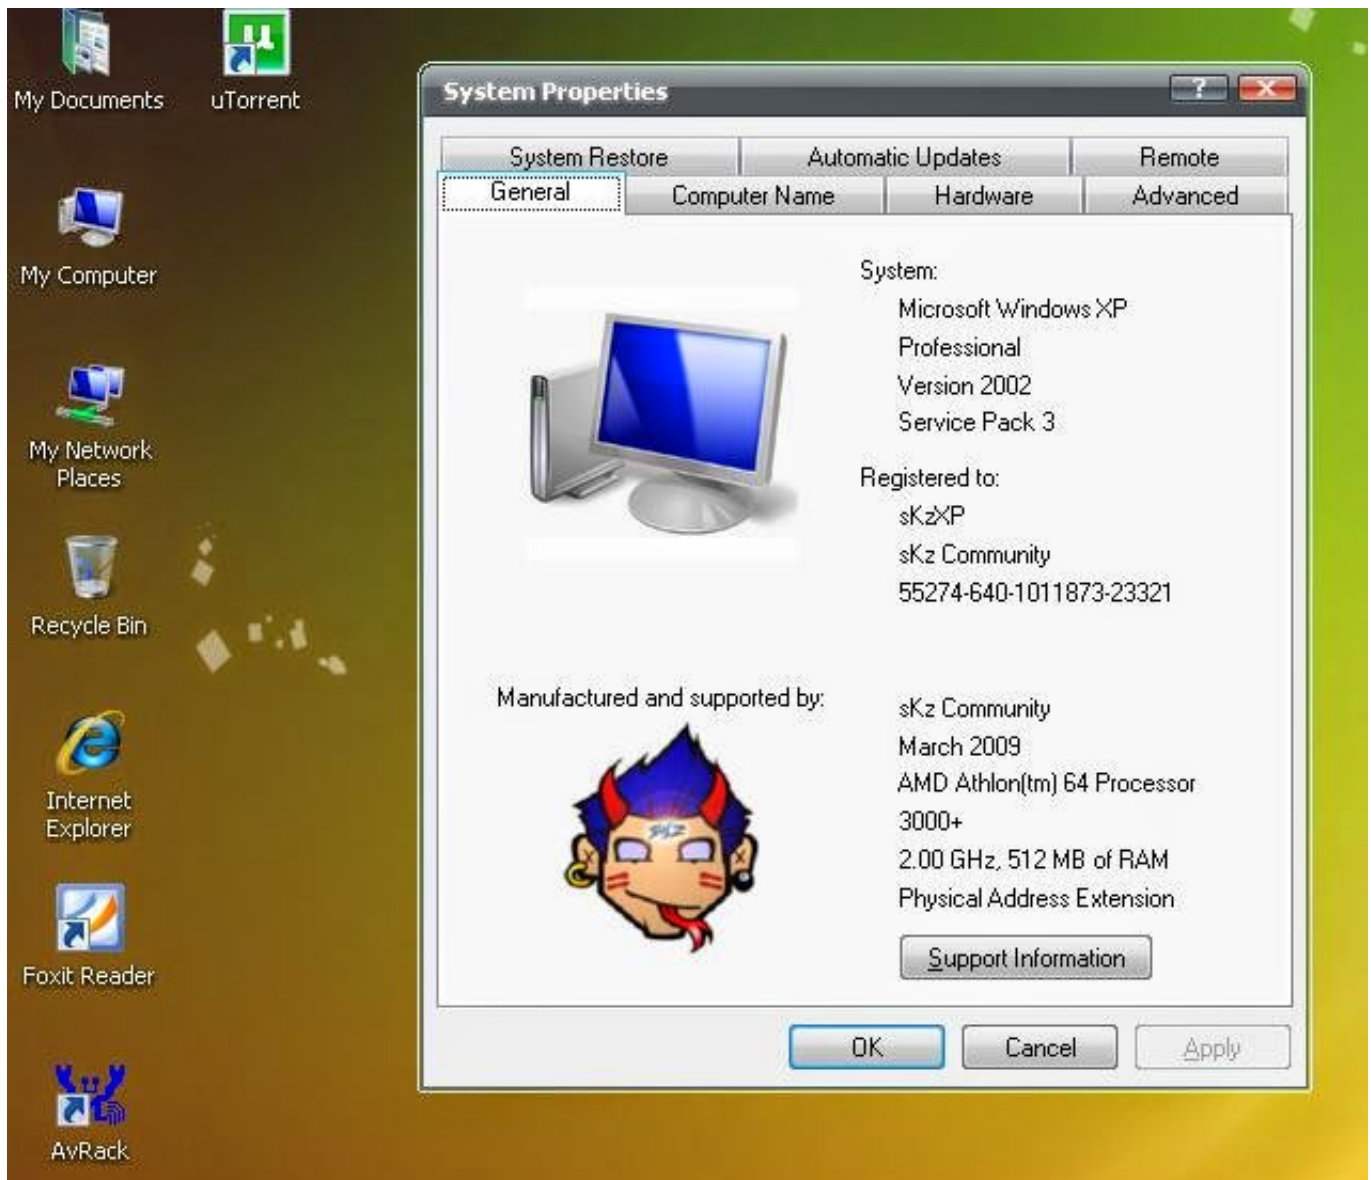 My Documents
uTorrent
My Computer
My Network
Places
Recycle Bin
Internet
Explorer
Foxit Reader
AvRack
System Properties
?
System Restore
Automatic Updates
Remote
General
Computer Name
Hardware
Advanced
System:
Microsoft Windows XP
Professional
Version 2002
Service Pack 3
Registered to:
sKzXP
sKz Community
55274-640-1011873-23321
Manufactured and supported by:
sKz
sKz Community
March 2009
AMD Athlon(tm) 64 Processor
3000+
2.00 GHz, 512 MB of RAM
Physical Address Extension
Support Information
OK
Cancel
Apply